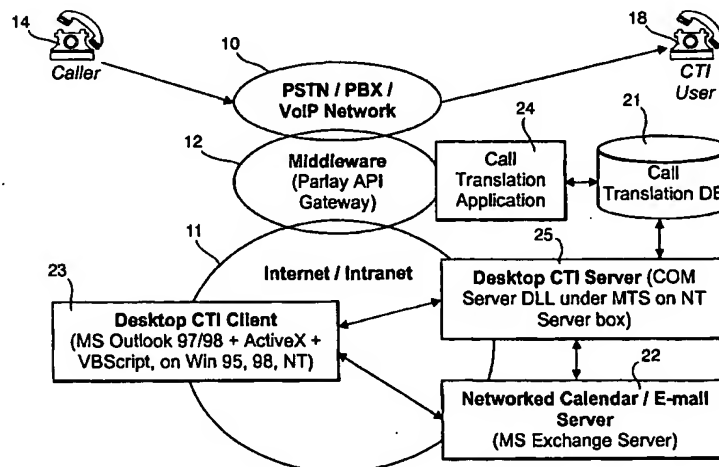 14
Caller
10
PSTN / PBX /
VoIP Network
18
CTI
User
12
Middleware
(Parlay API
Gateway)
24
Call
Translation
Application
21
Call
Translation DB
11
Internet / Intranet
25
Desktop CTI Server (COM
Server DLL under MTS on NT
Server box)
23
Desktop CTI Client
(MS Outlook 97/98 + ActiveX +
VBScript, on Win 95, 98, NT)
22
Networked Calendar / E-mail
Server
(MS Exchange Server)